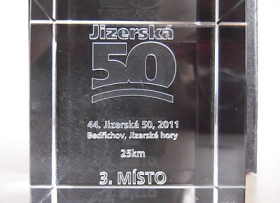 Jizerská
50
44. Jizerská 50, 2011
Bedřichov, Jizerské hory
25km
3. MÍSTO